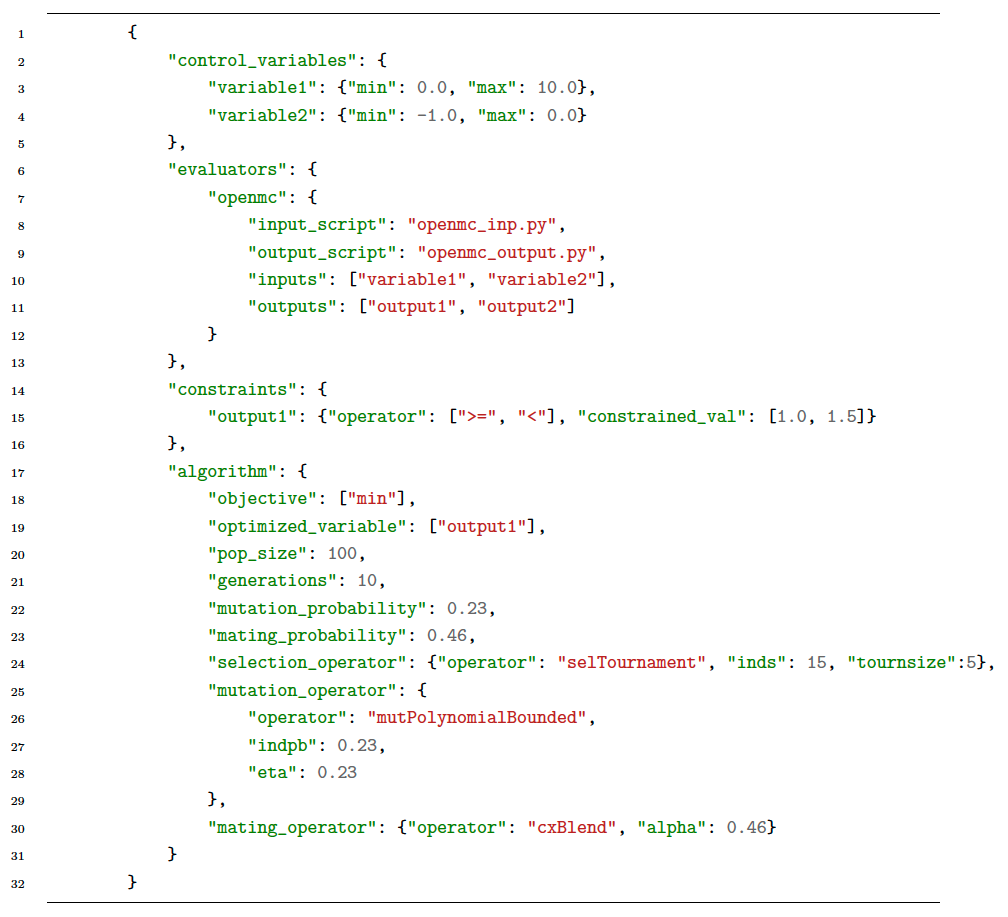 1 {
2 "control_variables": {
3 "variable1": {"min": 0.0, "max": 10.0},
4 "variable2": {"min": -1.0, "max": 0.0}
5 },
6 "evaluators": {
7 "openmc": {
8 "input_script": "openmc_inp.py",
9 "output_script": "openmc_output.py",
10 "inputs": ["variable1", "variable2"],
11 "outputs": ["output1", "output2"]
12 }
13 },
14 "constraints": {
15 "output1": {"operator": [">=", "<"], "constrained_val": [1.0, 1.5]}
16 },
17 "algorithm": {
18 "objective": ["min"],
19 "optimized_variable": ["output1"],
20 "pop_size": 100,
21 "generations": 10,
22 "mutation_probability": 0.23,
23 "mating_probability": 0.46,
24 "selection_operator": {"operator": "selTournament", "inds": 15, "tournsize":5},
25 "mutation_operator": {
26 "operator": "mutPolynomialBounded",
27 "indpb": 0.23,
28 "eta": 0.23
29 },
30 "mating_operator": {"operator": "cxBlend", "alpha": 0.46}
31 }
32 }